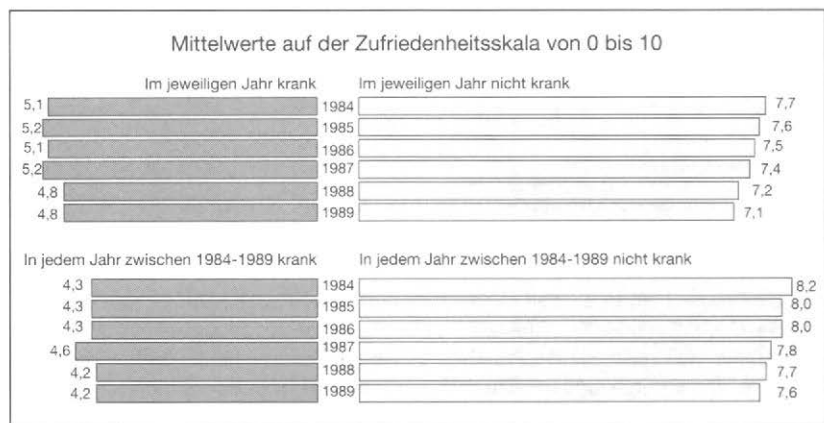 Mittelwerte auf der Zufriedenheitsskala von 0 bis 10
Im jeweiligen Jahr krank Im jeweiligen Jahr nicht krank
5,1 1984 7,7
5,2 1985 7,6
5,1 1986 7,5
5,2 1987 7,4
4,8 1988 7,2
4,8 1989 7,1
In jedem Jahr zwischen 1984-1989 krank In jedem Jahr zwischen 1984-1989 nicht krank
4,3 1984 8,2
4,3 1985 8,0
4,3 1986 8,0
4,6 1987 7,8
4,2 1988 7,7
4,2 1989 7,6